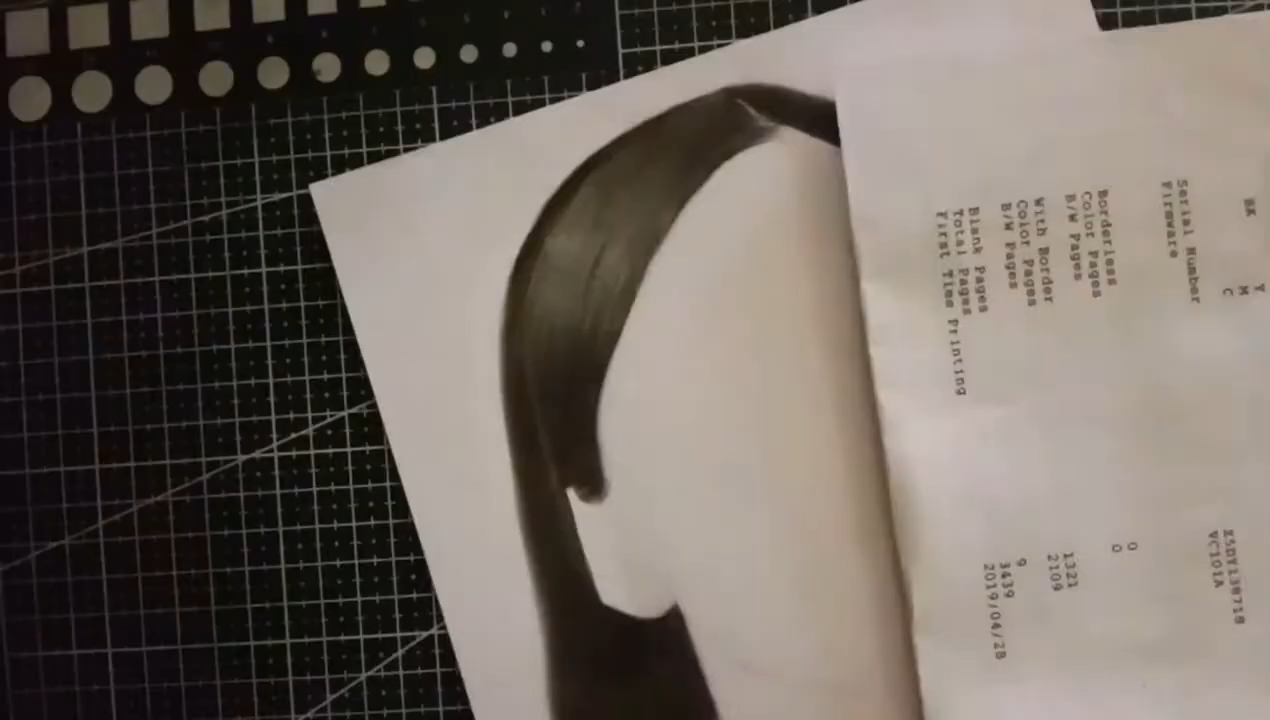 BK Y
M
C
Serial Number X5DY138718
Firmware VC101A
Borderless
Color Pages 0
B/W Pages 0
With Border
Color Pages 1321
B/W Pages 2109
Blank Pages 9
Total Pages 3439
First Time Printing 2019/04/28